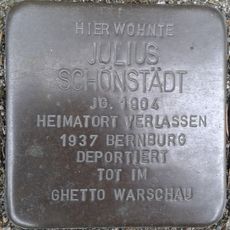 HIER WOHNTE
JULIUS
SCHÖNSTÄDT
JG. 1904
HEIMATORT VERLASSEN
1937 BERNBURG
DEPORTIERT
TOT IM
GHETTO WARSCHAU